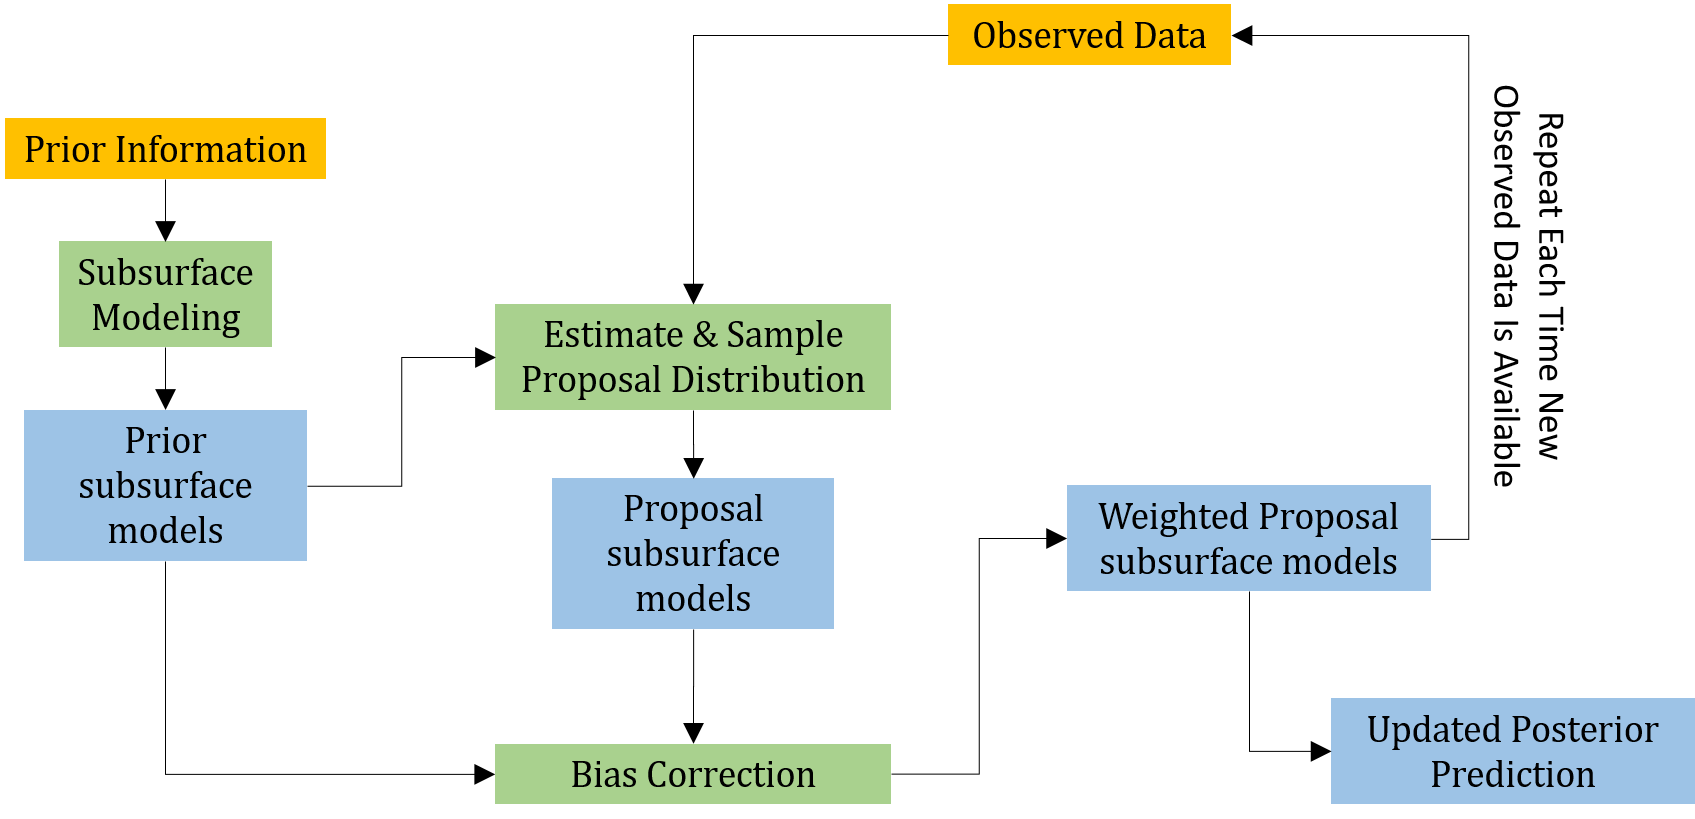 Observed Data
Prior Information
Subsurface
Modeling
Estimate & Sample
Proposal Distribution
Prior
subsurface
models
Proposal
subsurface
models
Bias Correction
Weighted Proposal
subsurface models
Updated Posterior
Prediction
Repeat Each Time New
Observed Data Is Available